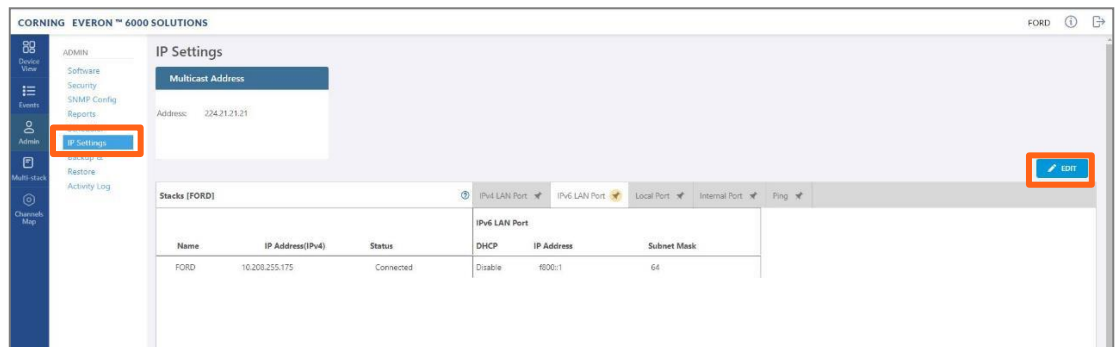 CORNING EVERON ™ 6000 SOLUTIONS
FORD
Device View
Events
Admin
Multi-stack
Channels Map
ADMIN
Software
Security
SNMP Config
Reports
IP Settings
Restore
Activity Log
IP Settings
Multicast Address
Address: 224.21.21.21
EDIT
Stacks [FORD]
IPv4 LAN Port
IPv6 LAN Port
Local Port
Internal Port
Ping
IPv6 LAN Port
Name IP Address(IPv4) Status DHCP IP Address Subnet Mask
FORD 10.208.255.175 Connected Disable f800::1 64